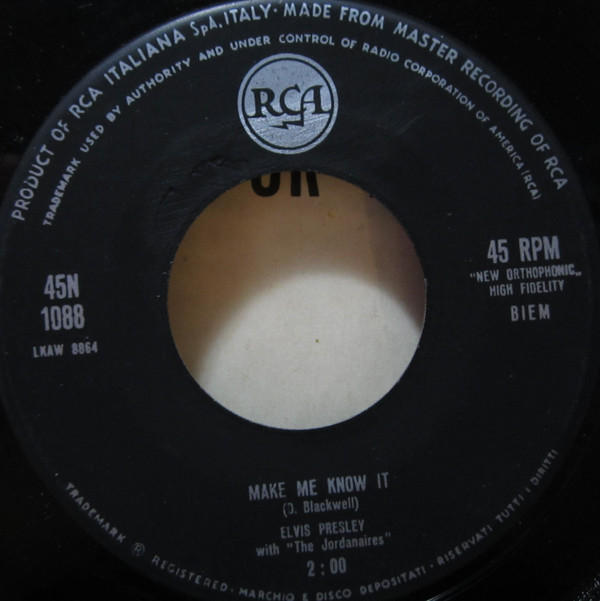 PRODUCT OF RCA ITALIANA SpA. ITALY · MADE FROM MASTER RECORDING OF RCA
TRADEMARK USED BY AUTHORITY AND UNDER CONTROL OF RADIO CORPORATION OF AMERICA (RCA)
RCA
45N
1088
LKAW 8864
45 RPM
"NEW ORTHOPHONIC"
HIGH FIDELITY
BIEM
MAKE ME KNOW IT
(O. Blackwell)
ELVIS PRESLEY
with "The Jordanaires"
2:00
TRADEMARK ® REGISTERED · MARCHIO E DISCO DEPOSITATI · RISERVATI TUTTI I DIRITTI